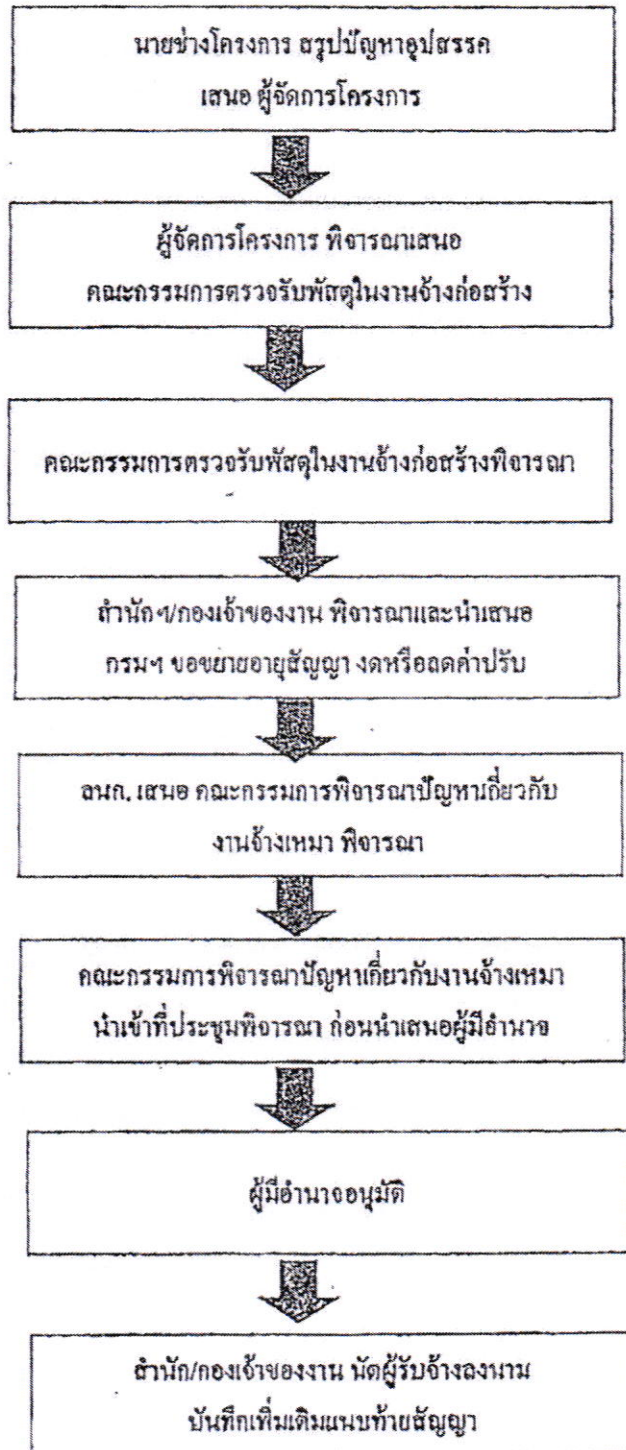 นายช่างโครงการ สรุปปัญหาอุปสรรค
เสนอ ผู้จัดการโครงการ
ผู้จัดการโครงการ พิจารณาเสนอ
คณะกรรมการตรวจรับพัสดุในงานจ้างก่อสร้าง
คณะกรรมการตรวจรับพัสดุในงานจ้างก่อสร้างพิจารณา
สำนักฯ/กองเจ้าของงาน พิจารณาและนำเสนอ
กรมฯ ขอขยายอายุสัญญา งดหรือลดค่าปรับ
ลนก. เสนอ คณะกรรมการพิจารณาปัญหาเกี่ยวกับ
งานจ้างเหมา พิจารณา
คณะกรรมการพิจารณาปัญหาเกี่ยวกับงานจ้างเหมา
นำเข้าที่ประชุมพิจารณา ก่อนนำเสนอผู้มีอำนาจ
ผู้มีอำนาจอนุมัติ
สำนัก/กองเจ้าของงาน นัดผู้รับจ้างลงนาม
บันทึกเพิ่มเติมแนบท้ายสัญญา